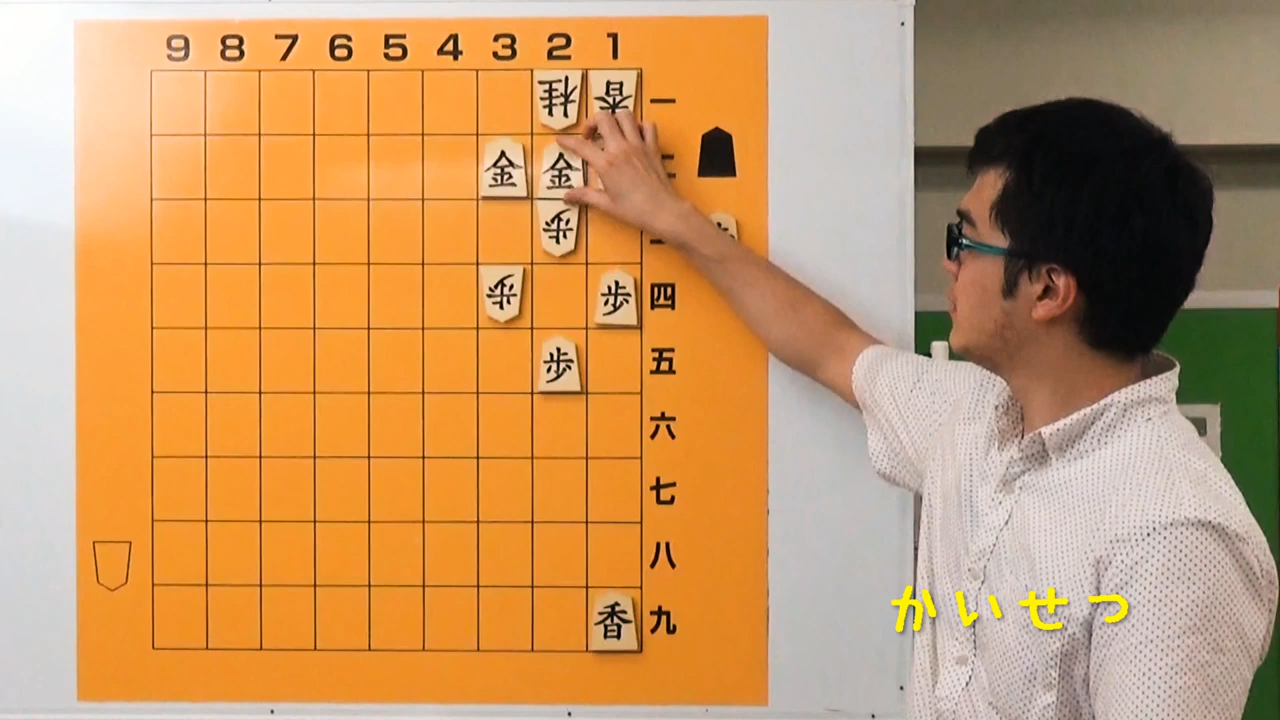 9 8 7 6 5 4 3 2 1
桂 香 一
金 金
歩
歩 歩 四
歩 五
六
七
八
香 九
かいせつ